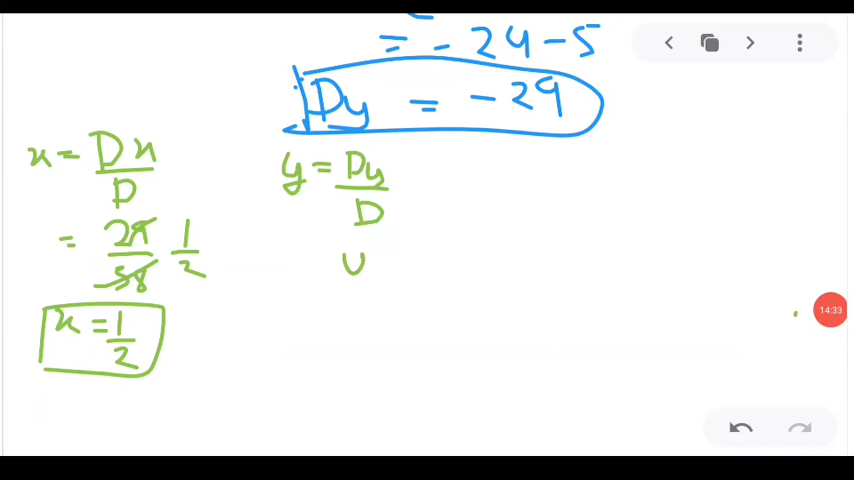 = -24-5
Dy = -29
x = Dx/D
= 29/58 1/2
x = 1/2
y = Dy/D
14:33